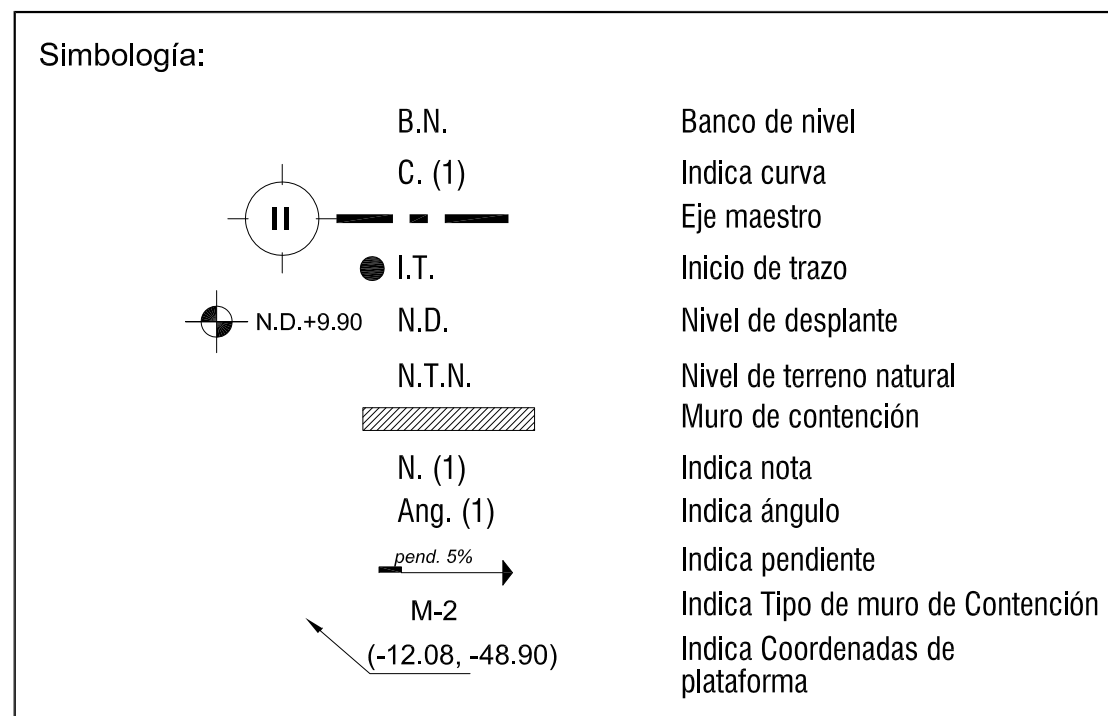 Simbología:
B.N. Banco de nivel
C. (1) Indica curva
II Eje maestro
I.T. Inicio de trazo
N.D.+9.90 N.D. Nivel de desplante
N.T.N. Nivel de terreno natural
Muro de contención
N. (1) Indica nota
Ang. (1) Indica ángulo
pend. 5% Indica pendiente
M-2 Indica Tipo de muro de Contención
(-12.08, -48.90) Indica Coordenadas de
plataforma